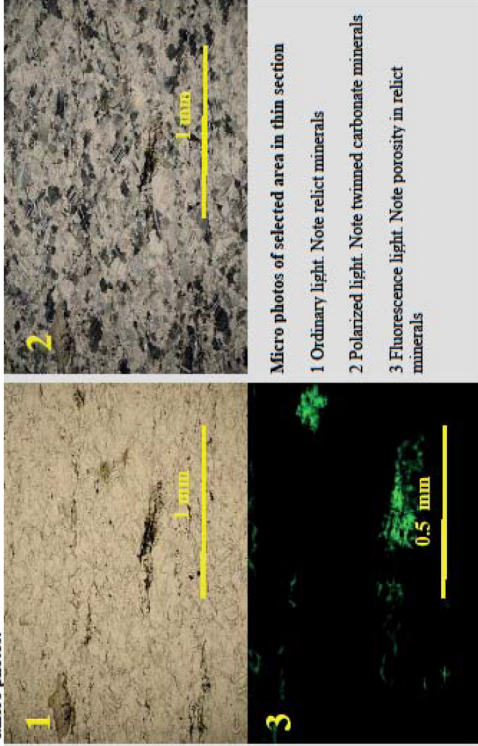 1
1 mm
2
1 mm
3
0.5 mm
Micro photos of selected area in thin section
1 Ordinary light. Note relict minerals
2 Polarized light. Note twinned carbonate minerals
3 Fluorescence light. Note porosity in relict
minerals